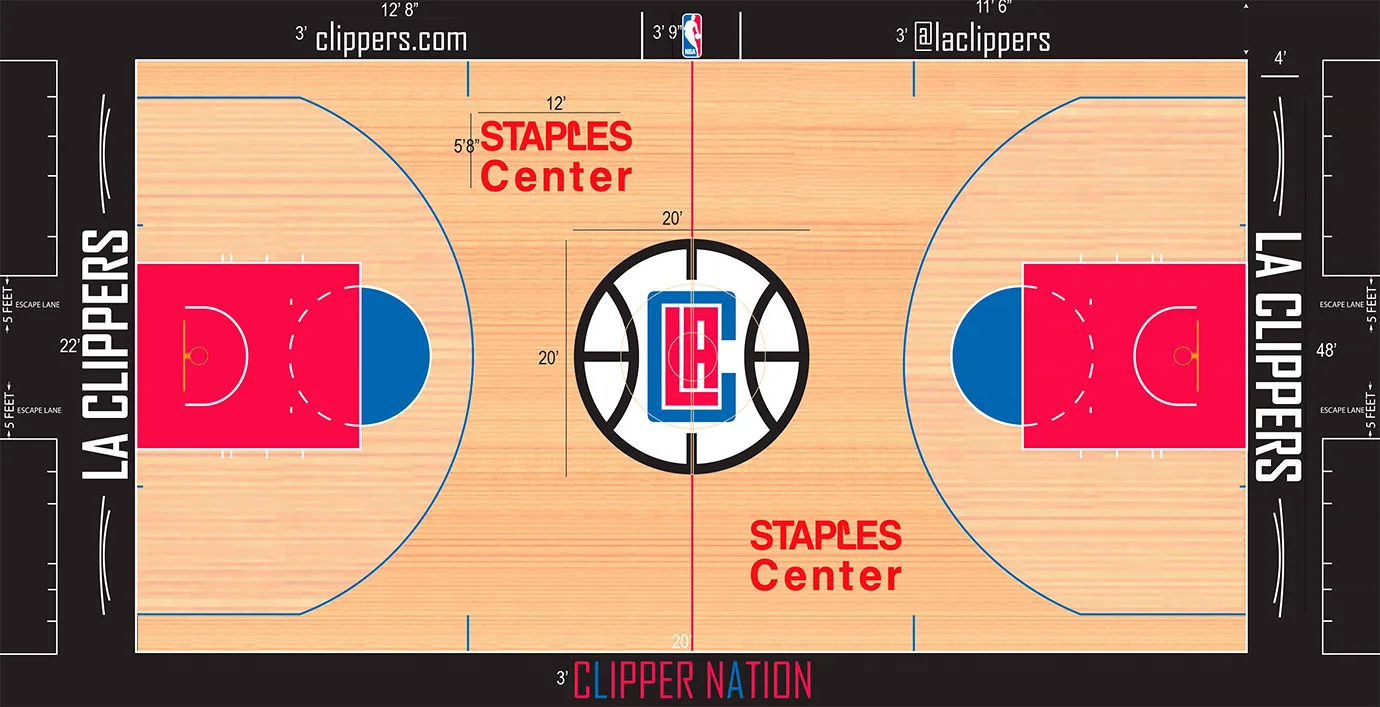 12' 8"
3' clippers.com
3' 9"
NBA
11' 6"
3' @laclippers
4'
12'
5'8"
STAPLES
Center
20'
20'
LAC
5 FEET
ESCAPE LANE
22'
LA CLIPPERS
5 FEET
ESCAPE LANE
LA CLIPPERS
ESCAPE LANE
5 FEET
48'
ESCAPE LANE
5 FEET
STAPLES
Center
20'
3' CLIPPER NATION